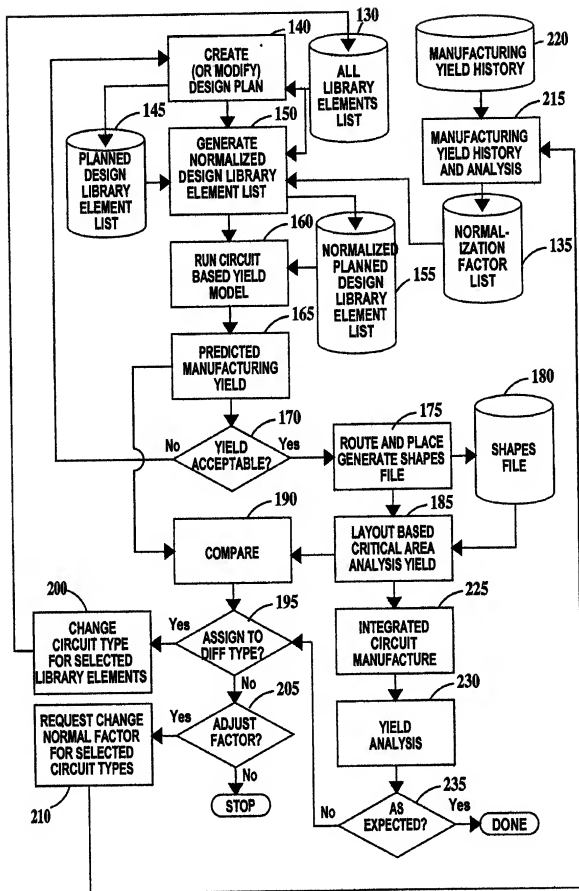 130
140
220
CREATE
(OR MODIFY)
DESIGN PLAN
ALL
LIBRARY
ELEMENTS
LIST
MANUFACTURING
YIELD HISTORY
145
150
215
PLANNED
DESIGN
LIBRARY
ELEMENT
LIST
GENERATE
NORMALIZED
DESIGN LIBRARY
ELEMENT LIST
MANUFACTURING
YIELD HISTORY
AND ANALYSIS
160
RUN CIRCUIT
BASED YIELD
MODEL
NORMALIZED
PLANNED
DESIGN
LIBRARY
ELEMENT
LIST
155
NORMAL-
IZATION
FACTOR
LIST
135
165
PREDICTED
MANUFACTURING
YIELD
170
No
YIELD
ACCEPTABLE?
Yes
175
ROUTE AND PLACE
GENERATE SHAPES
FILE
180
SHAPES
FILE
190
COMPARE
185
LAYOUT BASED
CRITICAL AREA
ANALYSIS YIELD
200
CHANGE
CIRCUIT TYPE
FOR SELECTED
LIBRARY ELEMENTS
Yes
195
ASSIGN TO
DIFF TYPE?
No
225
INTEGRATED
CIRCUIT
MANUFACTURE
REQUEST CHANGE
NORMAL FACTOR
FOR SELECTED
CIRCUIT TYPES
210
Yes
205
ADJUST
FACTOR?
No
STOP
230
YIELD
ANALYSIS
235
No
AS
EXPECTED?
Yes
DONE